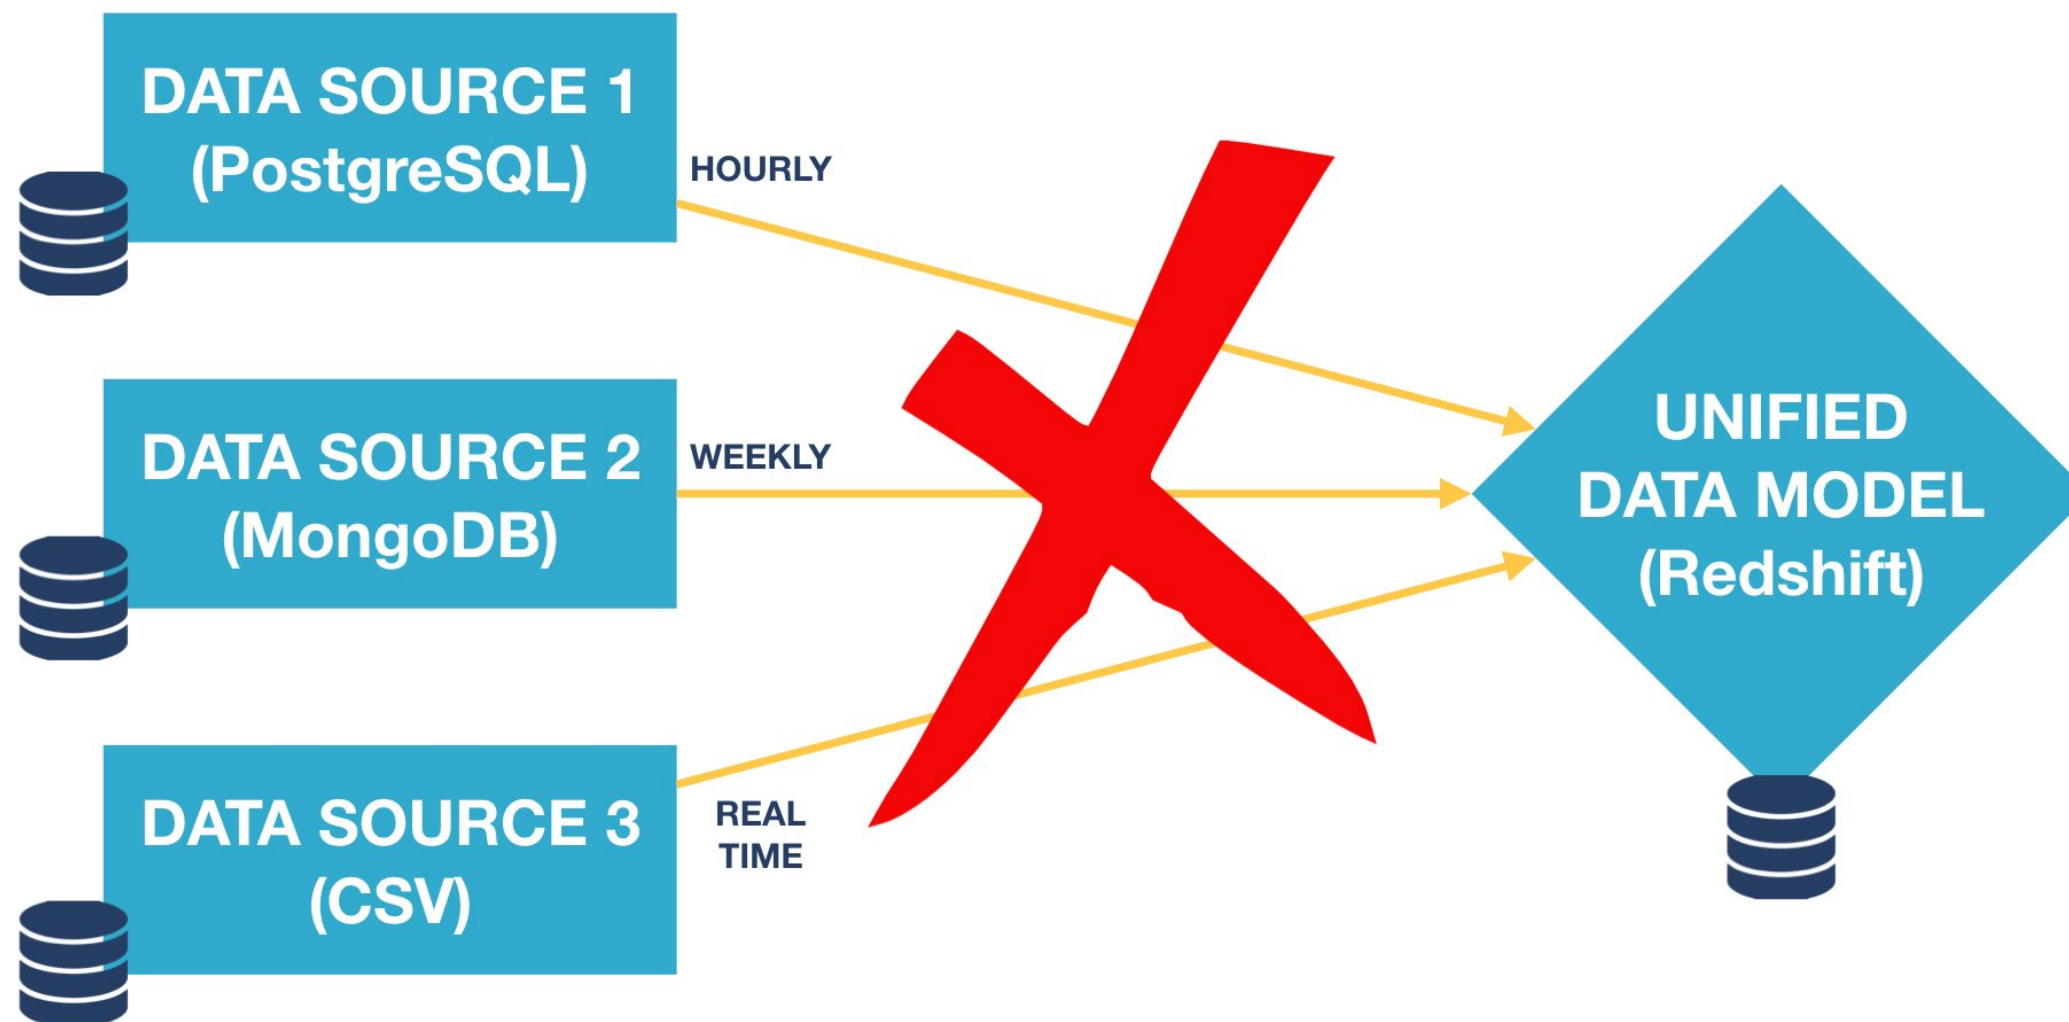 DATA SOURCE 1
(PostgreSQL)
HOURLY
DATA SOURCE 2
(MongoDB)
WEEKLY
DATA SOURCE 3
(CSV)
REAL
TIME
UNIFIED
DATA MODEL
(Redshift)